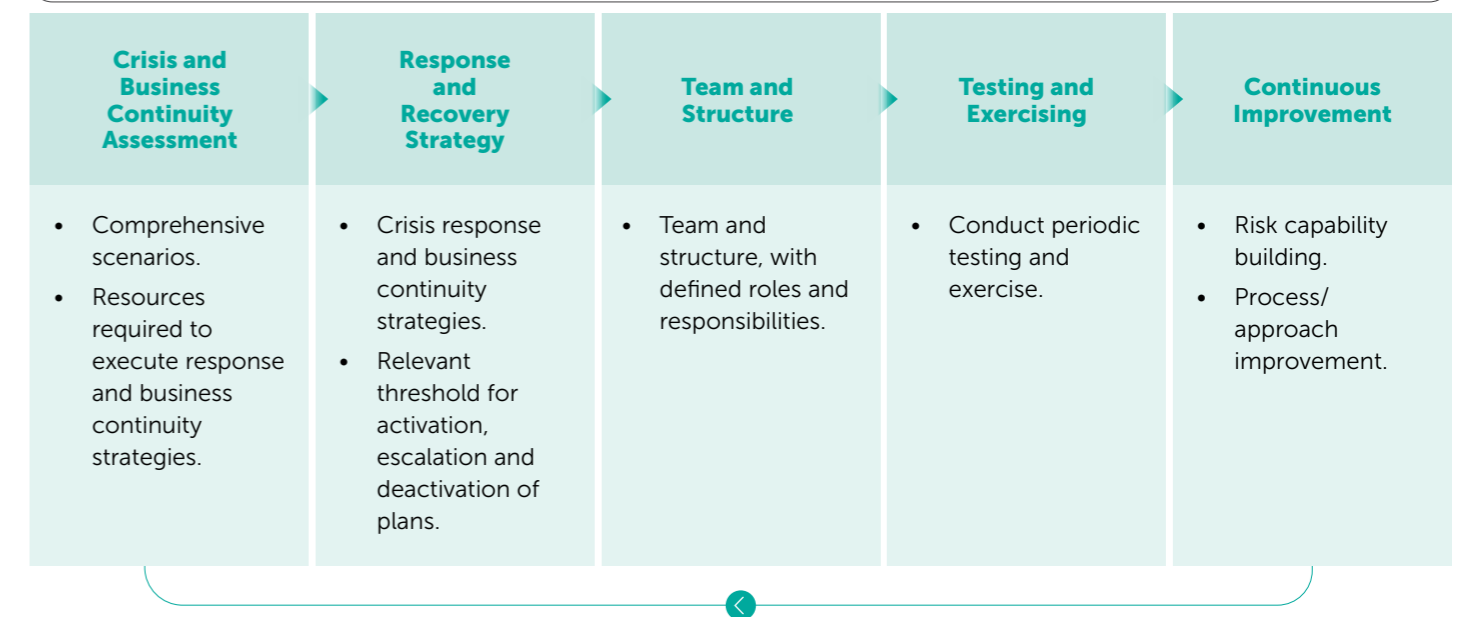 Crisis and
Business
Continuity
Assessment
Response
and
Recovery
Strategy
Team and
Structure
Testing and
Exercising
Continuous
Improvement
• Comprehensive
scenarios.
• Resources
required to
execute response
and business
continuity
strategies.
• Crisis response
and business
continuity
strategies.
• Relevant
threshold for
activation,
escalation and
deactivation of
plans.
• Team and
structure, with
defined roles and
responsibilities.
• Conduct periodic
testing and
exercise.
• Risk capability
building.
• Process/
approach
improvement.